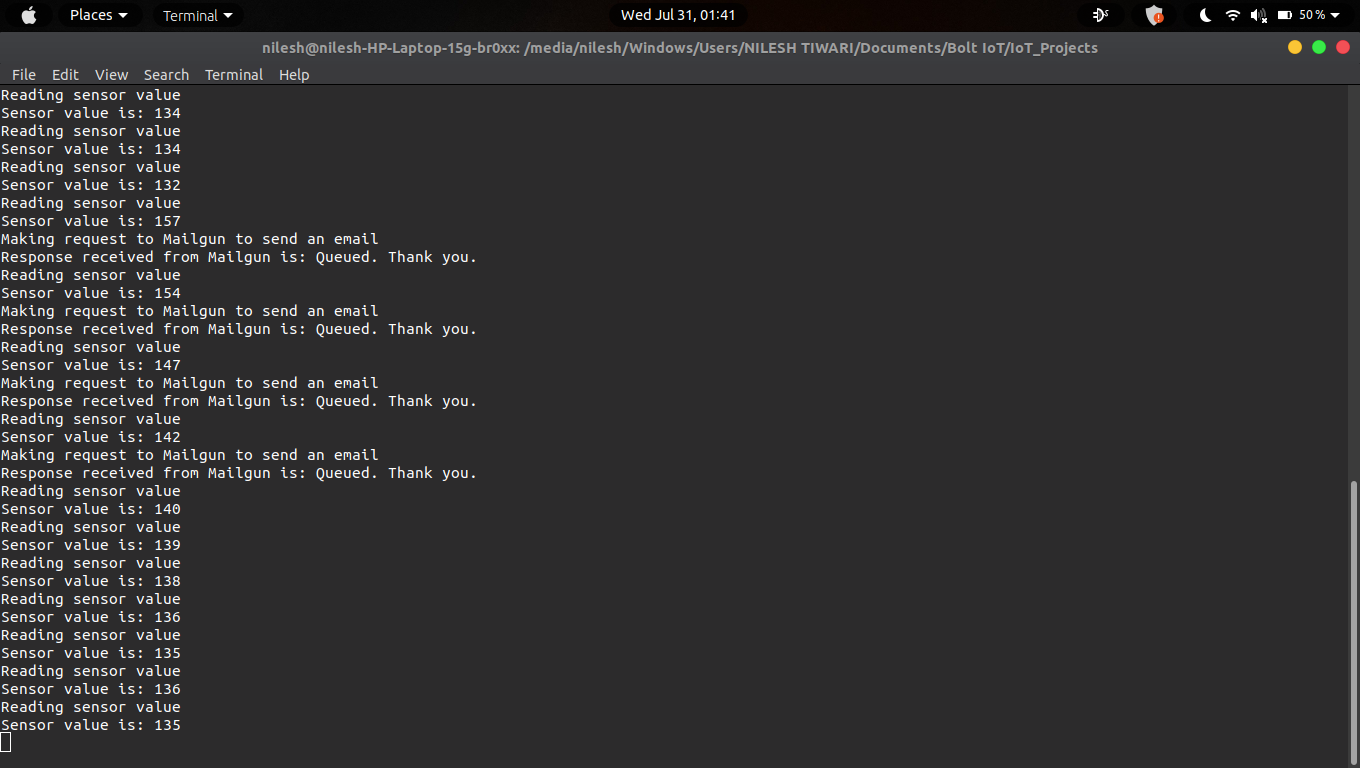 Places Terminal Wed Jul 31, 01:41 50 %
nilesh@nilesh-HP-Laptop-15g-br0xx: /media/nilesh/Windows/Users/NILESH TIWARI/Documents/Bolt IoT/IoT_Projects
File Edit View Search Terminal Help
Reading sensor value
Sensor value is: 134
Reading sensor value
Sensor value is: 134
Reading sensor value
Sensor value is: 132
Reading sensor value
Sensor value is: 157
Making request to Mailgun to send an email
Response received from Mailgun is: Queued. Thank you.
Reading sensor value
Sensor value is: 154
Making request to Mailgun to send an email
Response received from Mailgun is: Queued. Thank you.
Reading sensor value
Sensor value is: 147
Making request to Mailgun to send an email
Response received from Mailgun is: Queued. Thank you.
Reading sensor value
Sensor value is: 142
Making request to Mailgun to send an email
Response received from Mailgun is: Queued. Thank you.
Reading sensor value
Sensor value is: 140
Reading sensor value
Sensor value is: 139
Reading sensor value
Sensor value is: 138
Reading sensor value
Sensor value is: 136
Reading sensor value
Sensor value is: 135
Reading sensor value
Sensor value is: 136
Reading sensor value
Sensor value is: 135